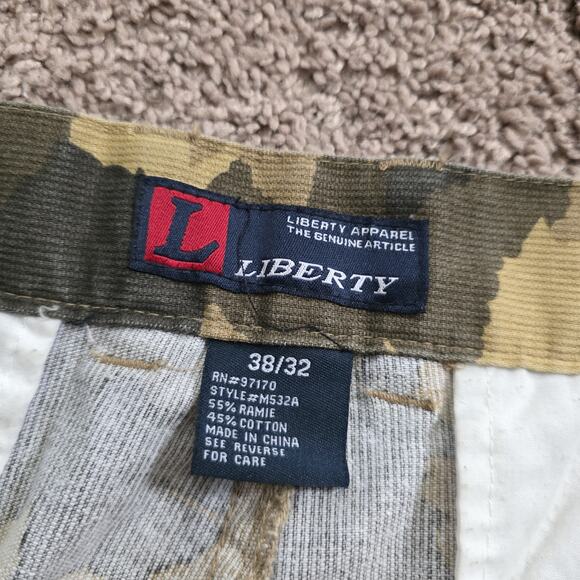 L
LIBERTY APPAREL
THE GENUINE ARTICLE
LIBERTY
38/32
RN#97170
STYLE#M532A
55% RAMIE
45% COTTON
MADE IN CHINA
SEE REVERSE
FOR CARE